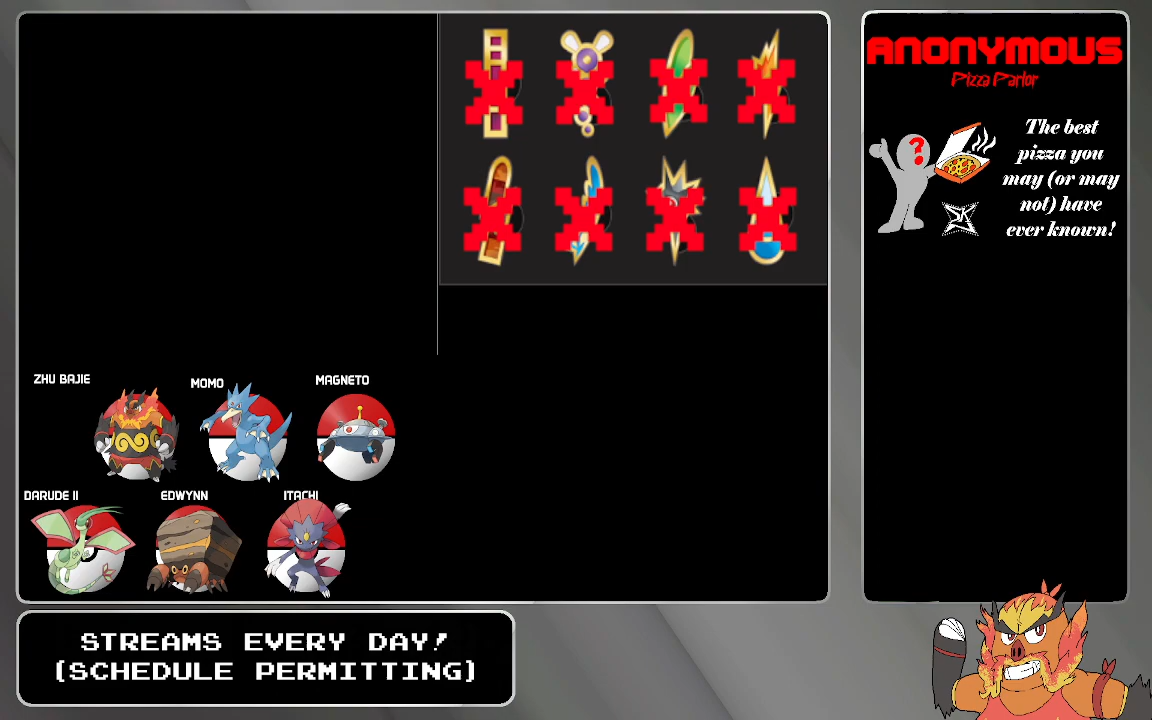 ANONYMOUS
Pizza Parlor
?
The best
pizza you
may (or may
not) have
ever known!
SK
ZHU BAJIE
MOMO
MAGNETO
DARUDE II
EDWYNN
ITACHI
STREAMS EVERY DAY!
(SCHEDULE PERMITTING)